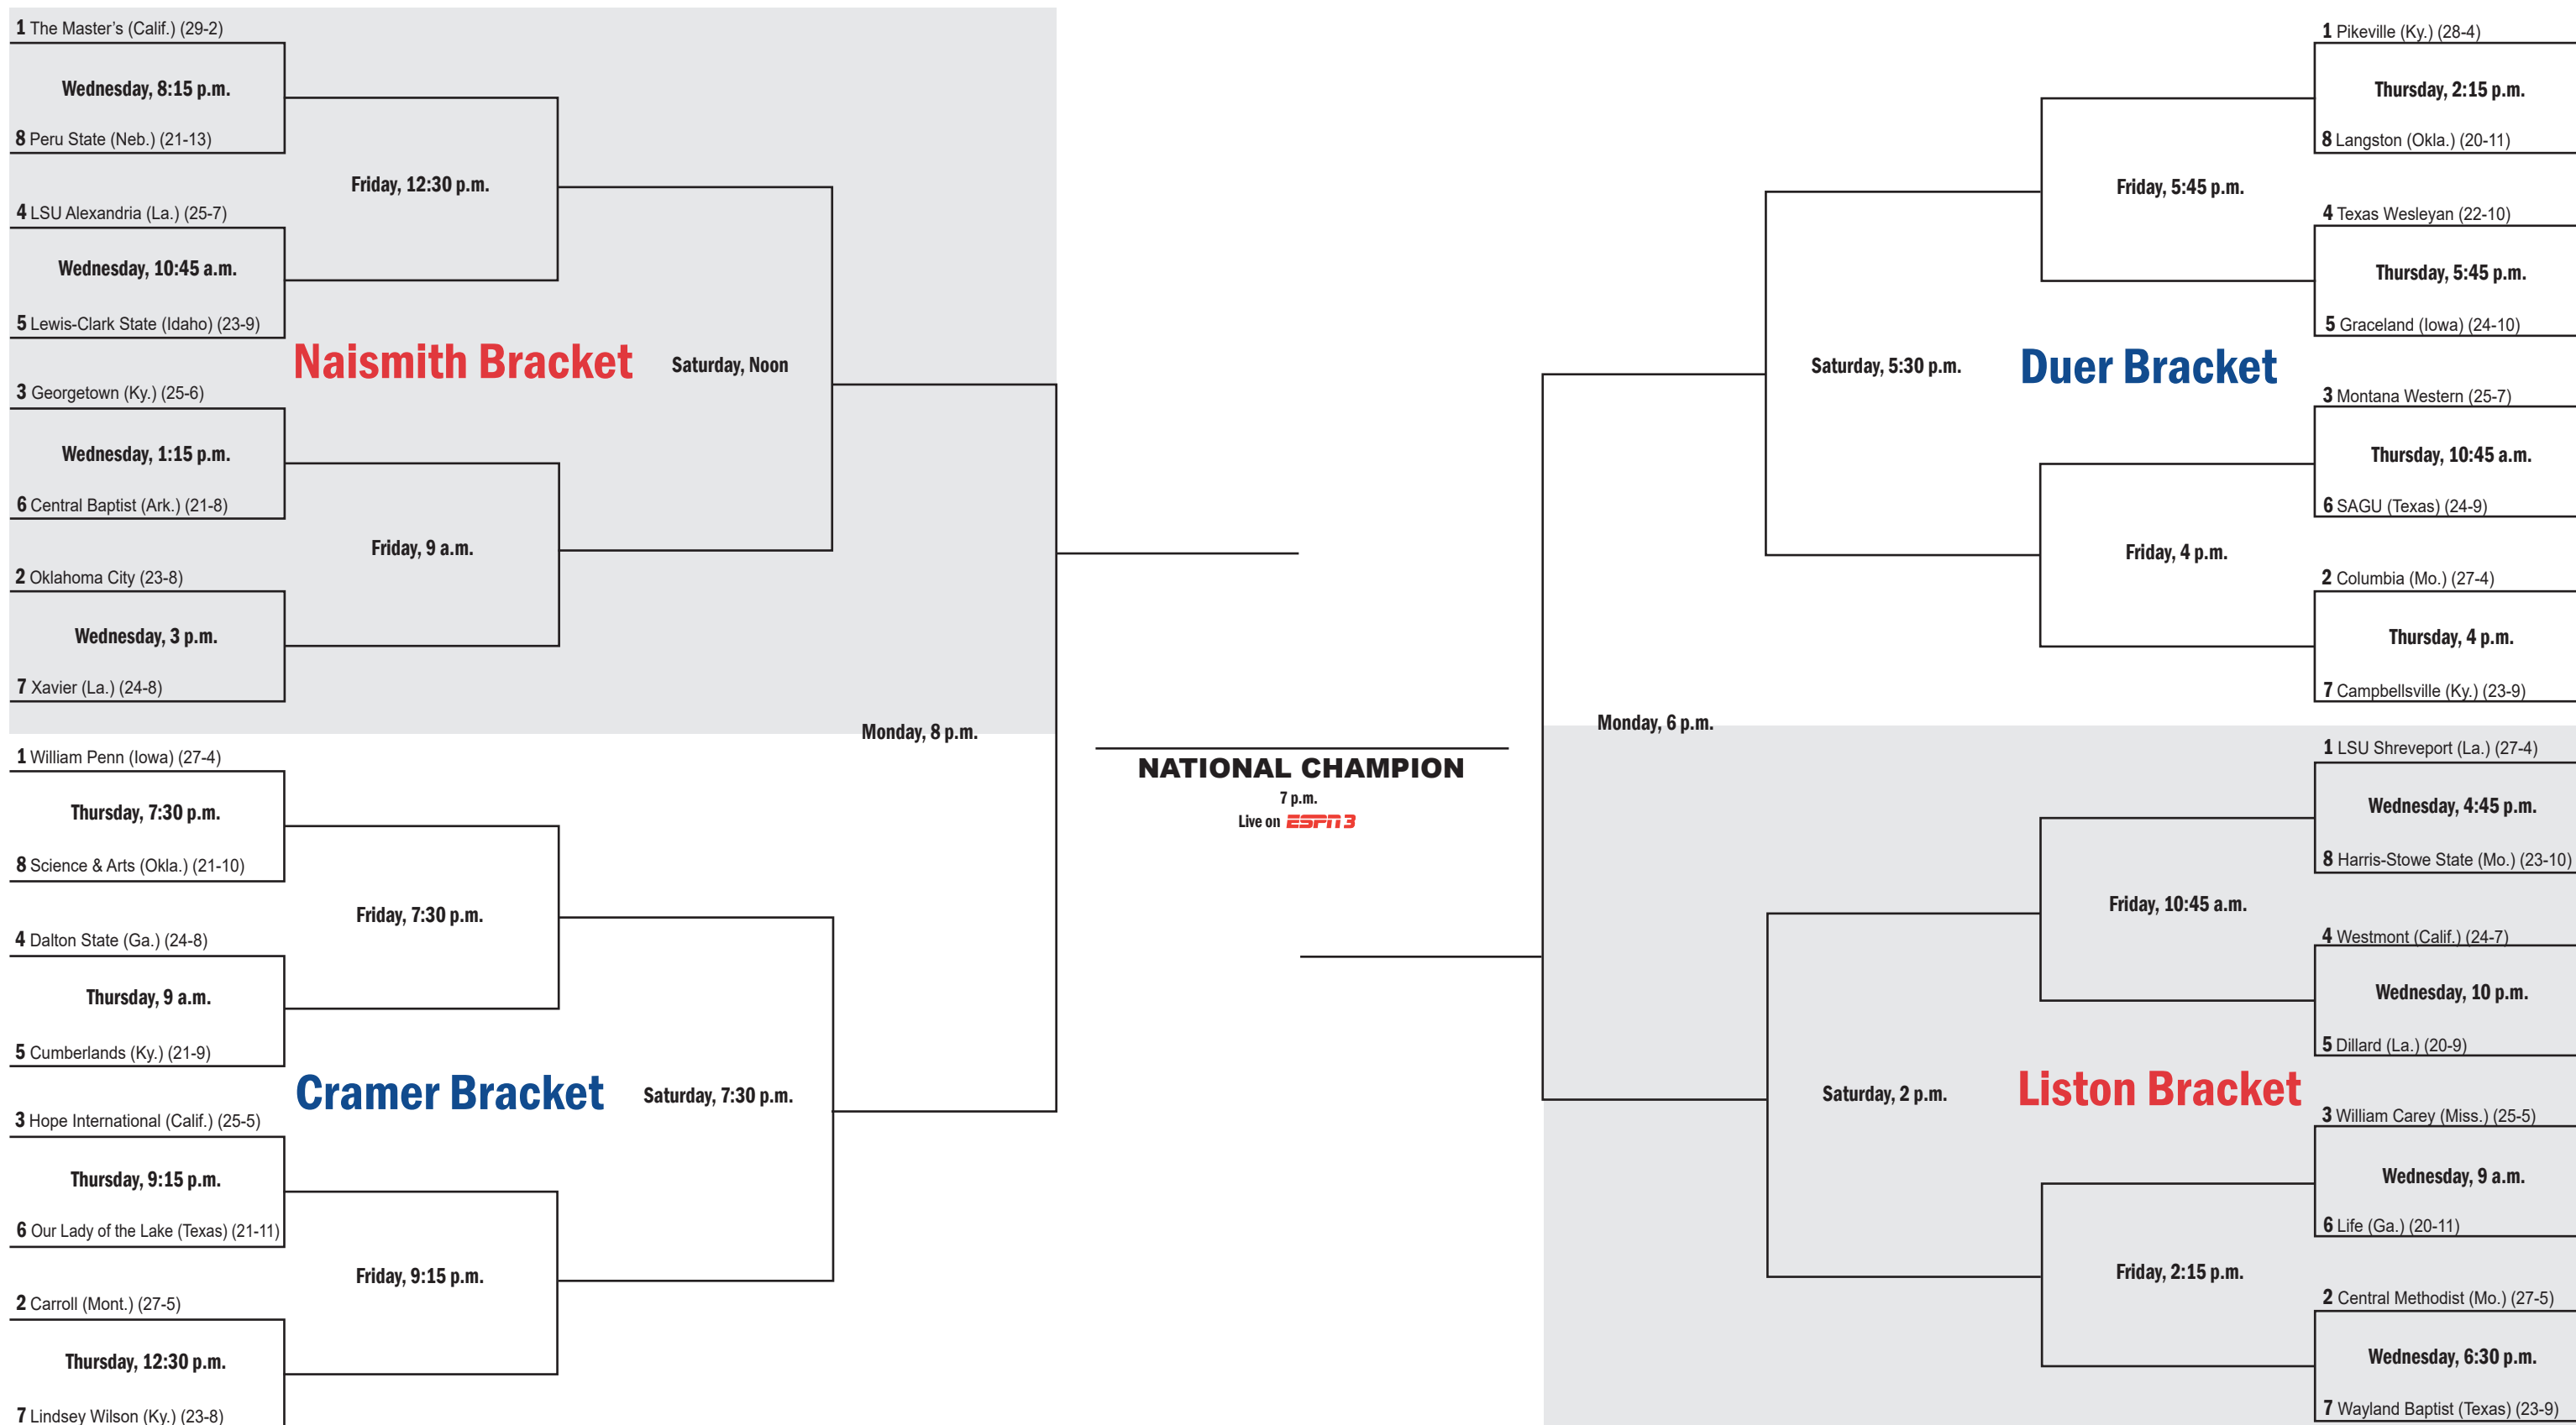 1 The Master’s (Calif.) (29-2)
Wednesday, 8:15 p.m.
8 Peru State (Neb.) (21-13)
Friday, 12:30 p.m.
4 LSU Alexandria (La.) (25-7)
Wednesday, 10:45 a.m.
5 Lewis-Clark State (Idaho) (23-9)
Naismith Bracket
Saturday, Noon
3 Georgetown (Ky.) (25-6)
Wednesday, 1:15 p.m.
6 Central Baptist (Ark.) (21-8)
Friday, 9 a.m.
2 Oklahoma City (23-8)
Wednesday, 3 p.m.
7 Xavier (La.) (24-8)
Monday, 8 p.m.
1 William Penn (Iowa) (27-4)
Thursday, 7:30 p.m.
8 Science & Arts (Okla.) (21-10)
Friday, 7:30 p.m.
4 Dalton State (Ga.) (24-8)
Thursday, 9 a.m.
5 Cumberlands (Ky.) (21-9)
Cramer Bracket
Saturday, 7:30 p.m.
3 Hope International (Calif.) (25-5)
Thursday, 9:15 p.m.
6 Our Lady of the Lake (Texas) (21-11)
Friday, 9:15 p.m.
2 Carroll (Mont.) (27-5)
Thursday, 12:30 p.m.
7 Lindsey Wilson (Ky.) (23-8)
NATIONAL CHAMPION
7 p.m.
Live on ESPN3
1 Pikeville (Ky.) (28-4)
Thursday, 2:15 p.m.
8 Langston (Okla.) (20-11)
Friday, 5:45 p.m.
4 Texas Wesleyan (22-10)
Thursday, 5:45 p.m.
5 Graceland (Iowa) (24-10)
Saturday, 5:30 p.m.
Duer Bracket
3 Montana Western (25-7)
Thursday, 10:45 a.m.
6 SAGU (Texas) (24-9)
Friday, 4 p.m.
2 Columbia (Mo.) (27-4)
Thursday, 4 p.m.
7 Campbellsville (Ky.) (23-9)
Monday, 6 p.m.
1 LSU Shreveport (La.) (27-4)
Wednesday, 4:45 p.m.
8 Harris-Stowe State (Mo.) (23-10)
Friday, 10:45 a.m.
4 Westmont (Calif.) (24-7)
Wednesday, 10 p.m.
5 Dillard (La.) (20-9)
Saturday, 2 p.m.
Liston Bracket
3 William Carey (Miss.) (25-5)
Wednesday, 9 a.m.
6 Life (Ga.) (20-11)
Friday, 2:15 p.m.
2 Central Methodist (Mo.) (27-5)
Wednesday, 6:30 p.m.
7 Wayland Baptist (Texas) (23-9)